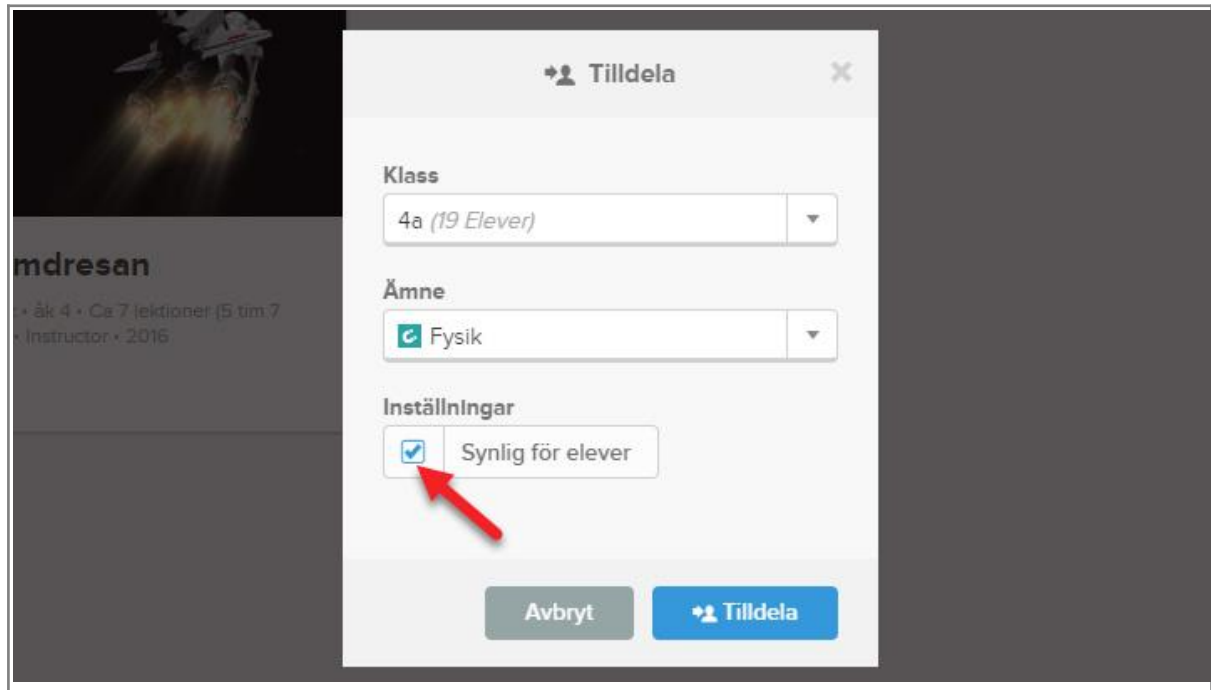 Tilldela
Klass
4a (19 Elever)
Ämne
Fysik
Inställningar
Synlig för elever
Avbryt
Tilldela
mdresan
• åk 4 • Ca 7 lektioner (5 tim 7
• Instructor • 2016